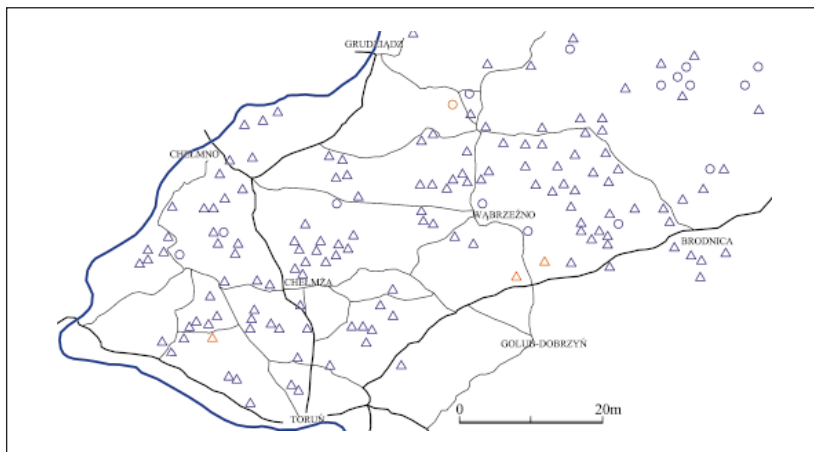 GRUDZIĄDZ
CHEŁMNO
WĄBRZEŹNO
BRODNICA
CHEŁMŻA
GOLUB-DOBRZYŃ
0 20m
TORUŃ